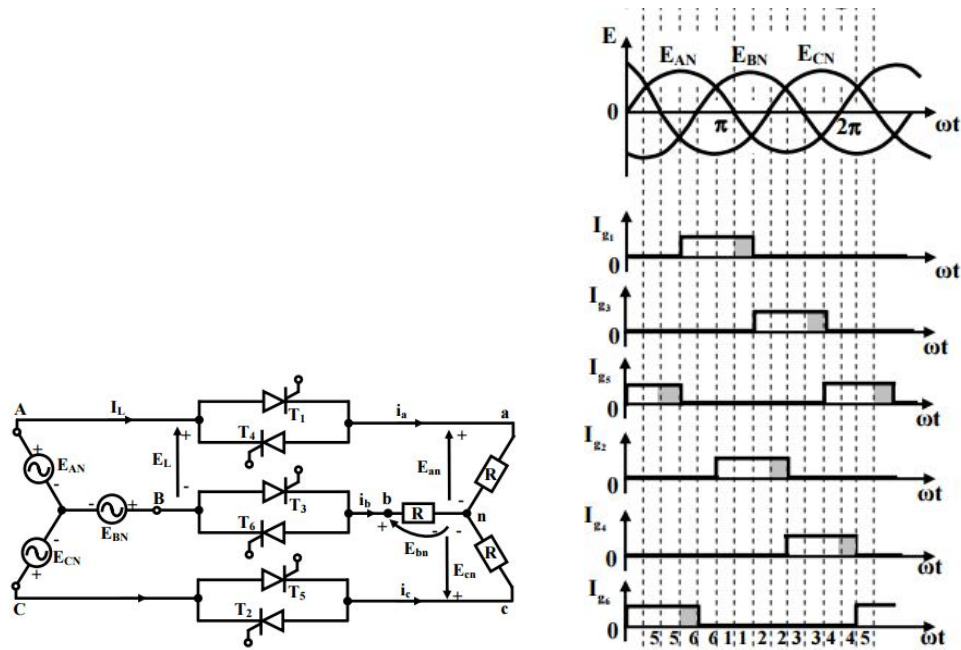 A
I_L
T_1
i_a
a
T_4
E_AN
+
-
E_L
+
-
E_an
+
-
R
B
-
+
E_BN
T_3
i_b
b
R
n
T_6
+
-
E_bn
R
E_CN
-
+
E_cn
-
+
C
T_5
T_2
i_c
c
E
E_AN E_BN E_CN
0
π
2π
ωt
I_g1
0
ωt
I_g3
0
ωt
I_g5
0
ωt
I_g2
0
ωt
I_g4
0
ωt
I_g6
0
ωt
5 5 6 6 1 1 2 2 3 3 4 4 5